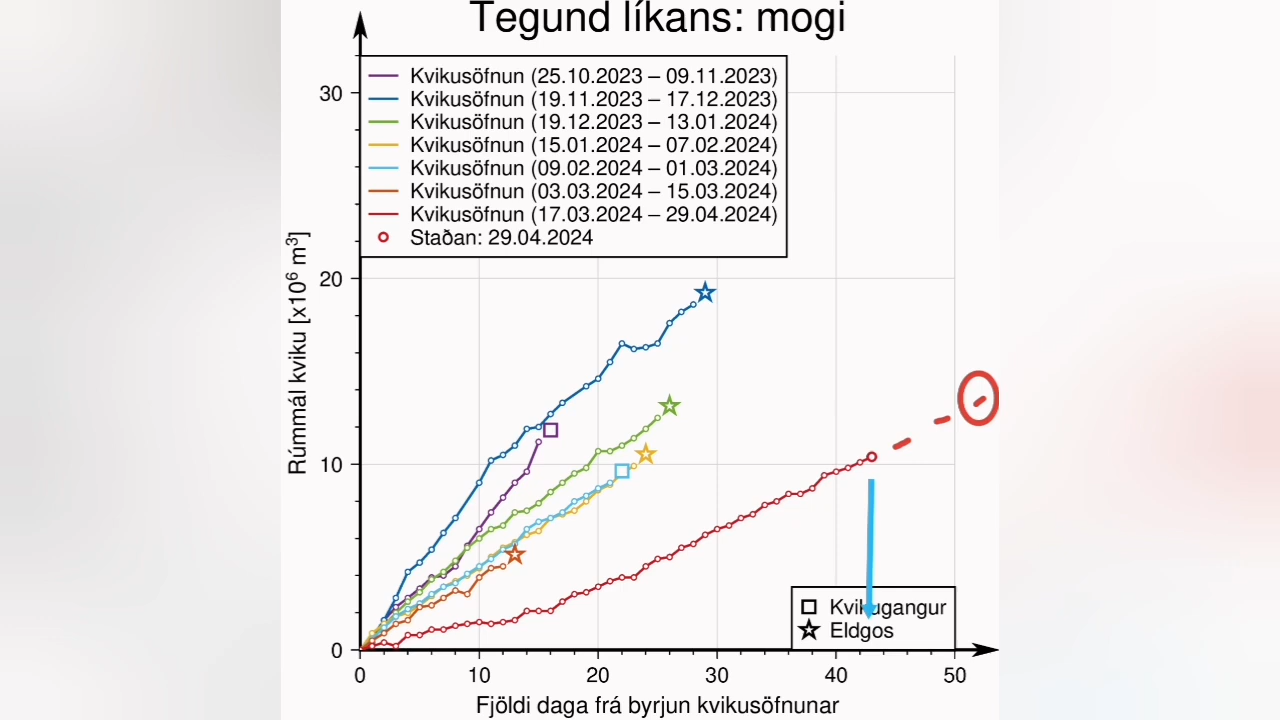 Tegund líkans: mogi
Kvikusöfnun (25.10.2023 – 09.11.2023)
Kvikusöfnun (19.11.2023 – 17.12.2023)
Kvikusöfnun (19.12.2023 – 13.01.2024)
Kvikusöfnun (15.01.2024 – 07.02.2024)
Kvikusöfnun (09.02.2024 – 01.03.2024)
Kvikusöfnun (03.03.2024 – 15.03.2024)
Kvikusöfnun (17.03.2024 – 29.04.2024)
Staðan: 29.04.2024
Rúmmál kviku [x10⁶ m³]
30
20
10
0
Kvikugangur
Eldgos
0 10 20 30 40 50
Fjöldi daga frá byrjun kvikusöfnunar